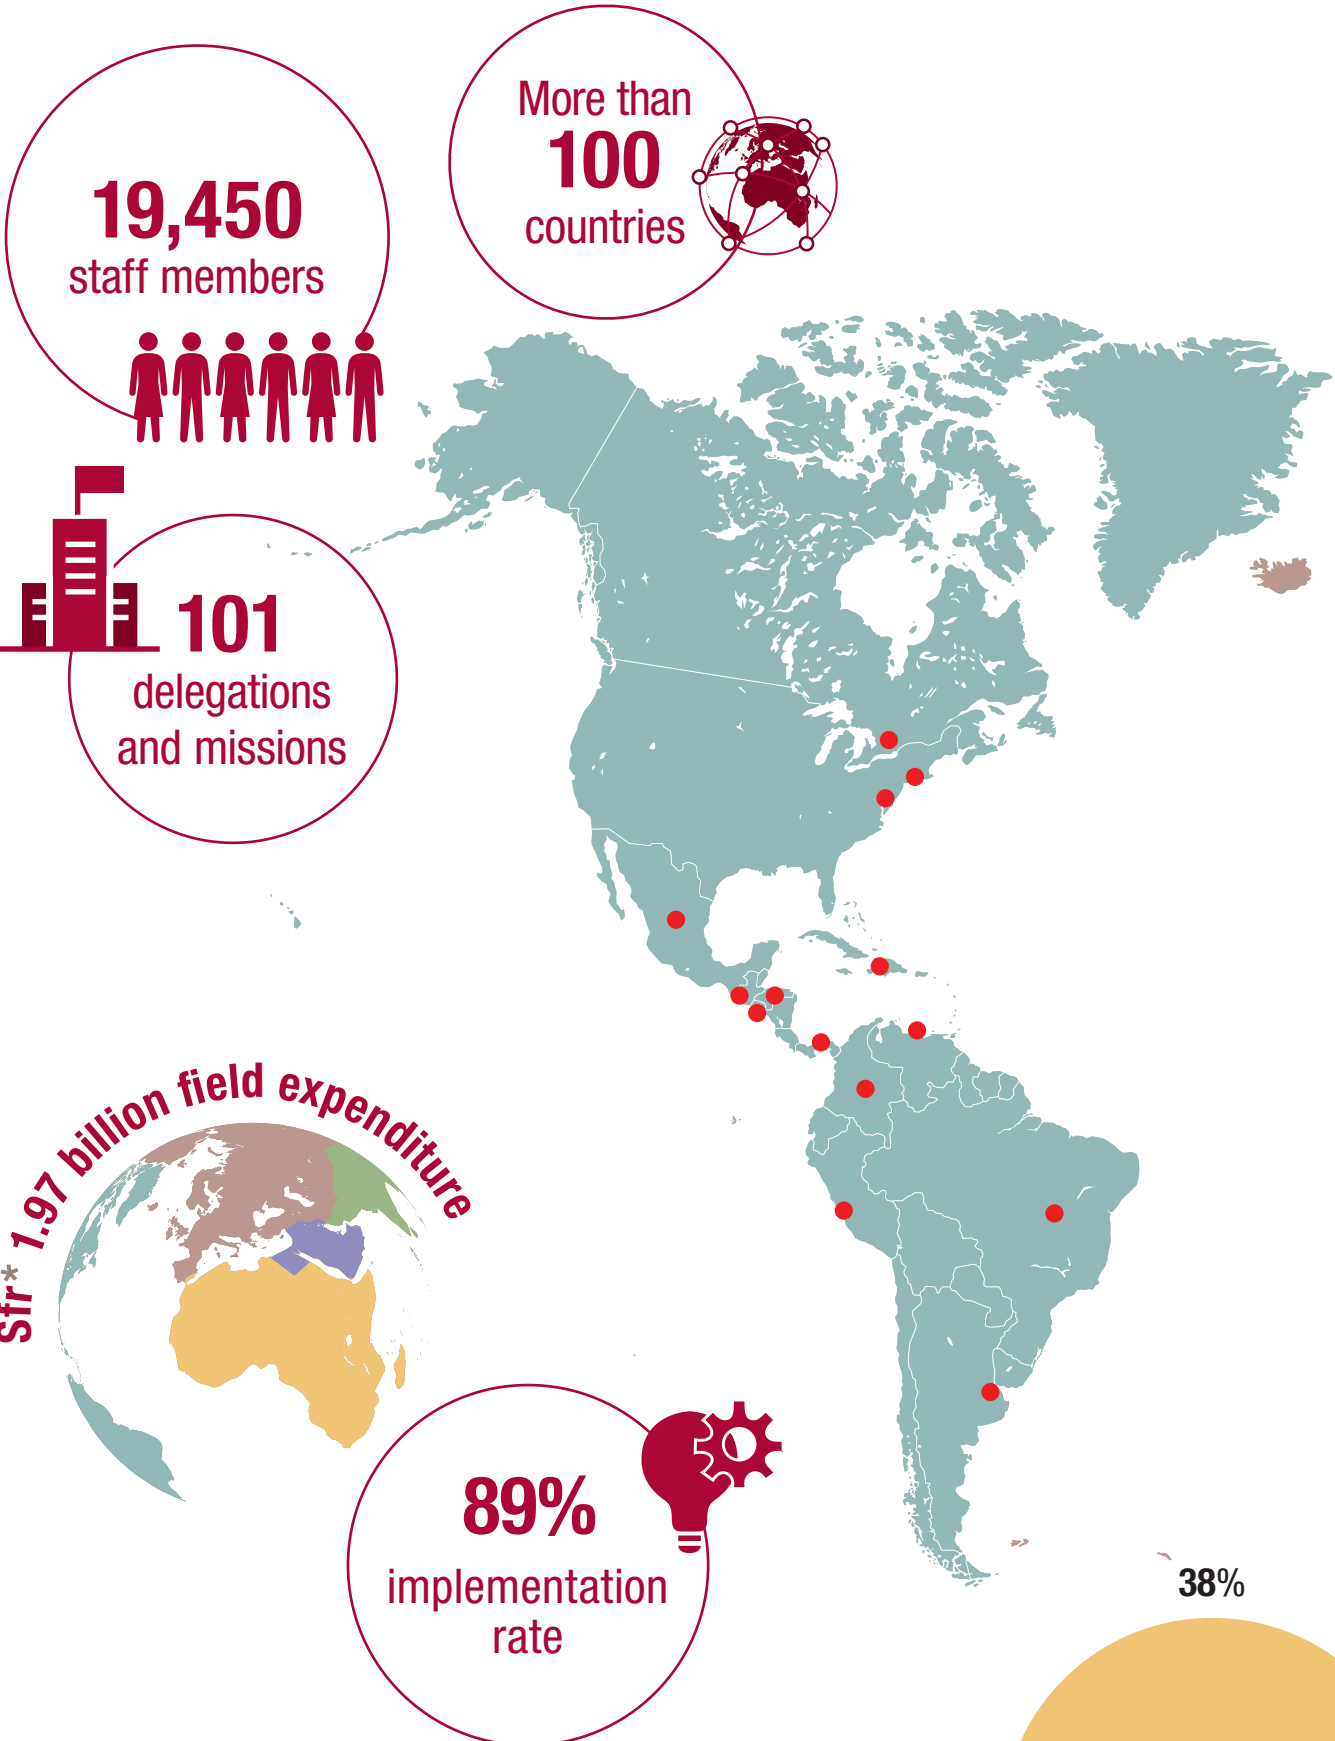 More than
100
countries
19,450
staff members
101
delegations
and missions
Sfr* 1.97 billion field expenditure
89%
implementation
rate
38%